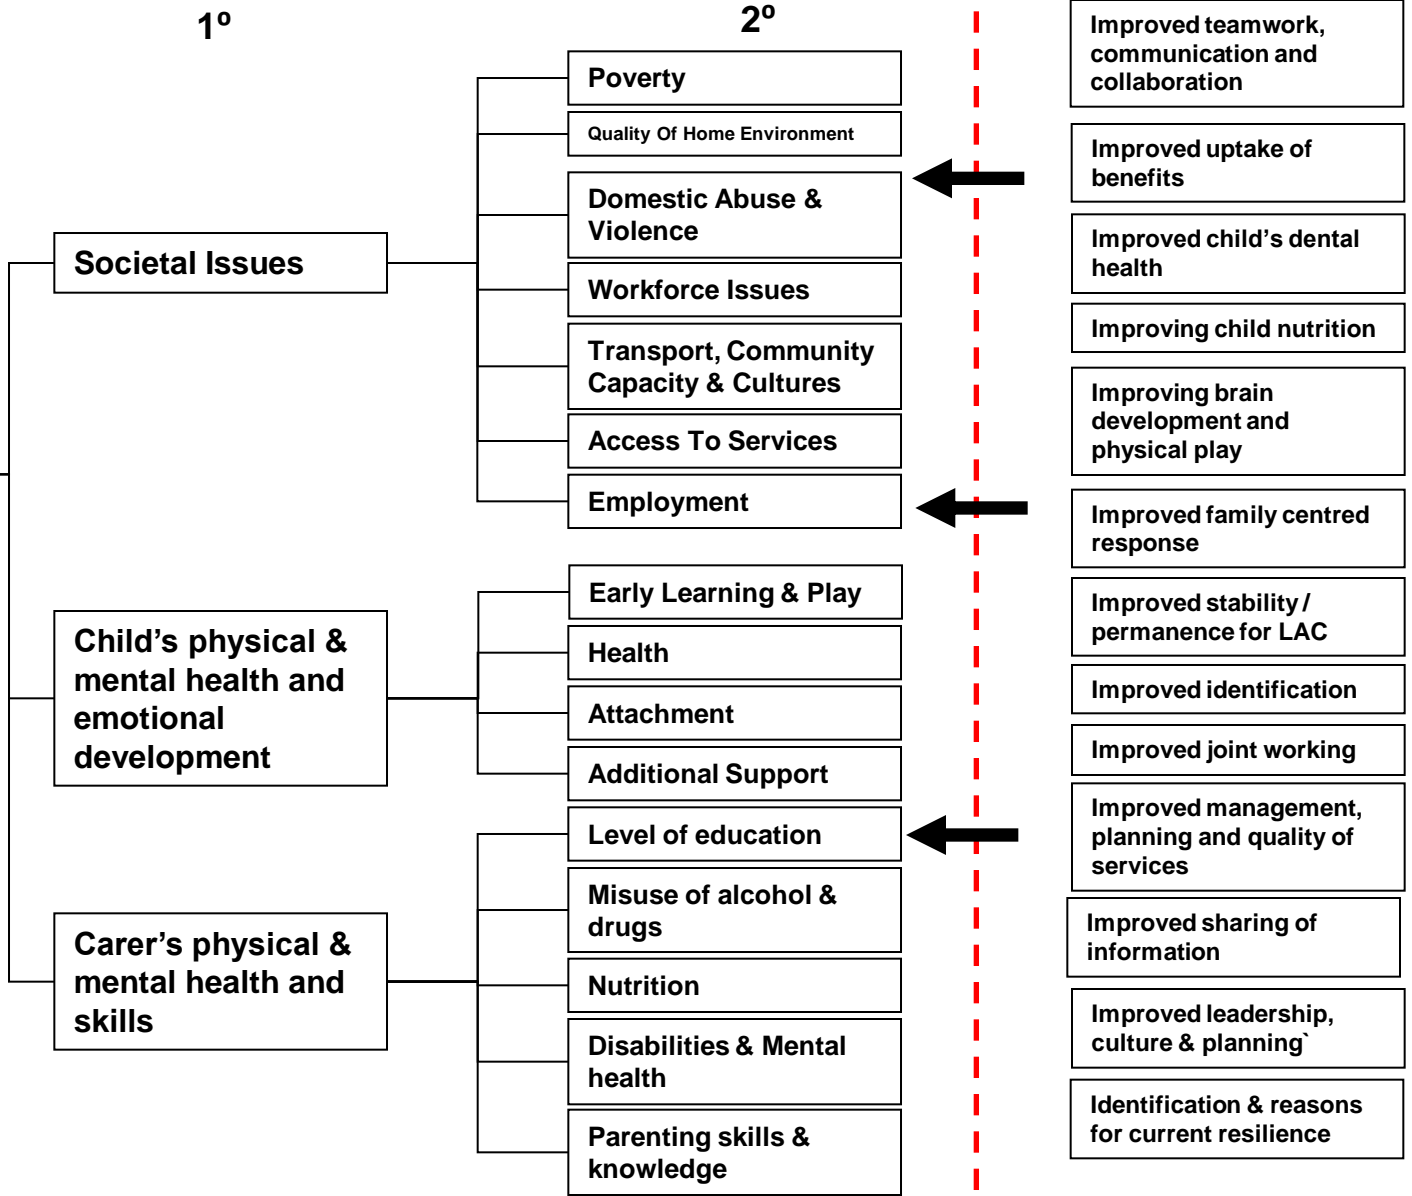 1º
2º
Societal Issues
Child’s physical &
mental health and
emotional
development
Carer’s physical &
mental health and
skills
Poverty
Quality Of Home Environment
Domestic Abuse &
Violence
Workforce Issues
Transport, Community
Capacity & Cultures
Access To Services
Employment
Early Learning & Play
Health
Attachment
Additional Support
Level of education
Misuse of alcohol &
drugs
Nutrition
Disabilities & Mental
health
Parenting skills &
knowledge
Improved teamwork,
communication and
collaboration
Improved uptake of
benefits
Improved child’s dental
health
Improving child nutrition
Improving brain
development and
physical play
Improved family centred
response
Improved stability /
permanence for LAC
Improved identification
Improved joint working
Improved management,
planning and quality of
services
Improved sharing of
information
Improved leadership,
culture & planning`
Identification & reasons
for current resilience